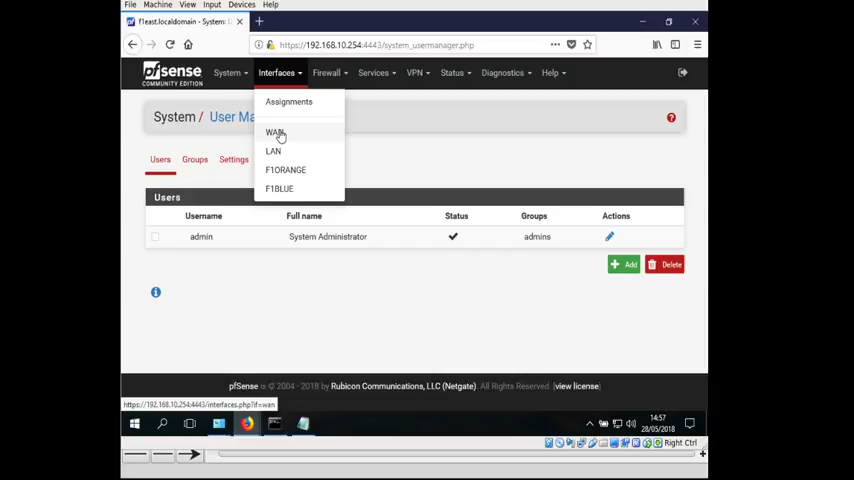 File Machine View Input Devices Help
f1east.localdomain - System: U
https://192.168.10.254:4443/system_usermanager.php
pfsense
COMMUNITY EDITION
System Interfaces Firewall Services VPN Status Diagnostics Help
Assignments
WAN
LAN
F1ORANGE
F1BLUE
System / User Ma
Users Groups Settings
Users
Username Full name Status Groups Actions
admin System Administrator admins
Add Delete
pfSense is © 2004 - 2018 by Rubicon Communications, LLC (Netgate). All Rights Reserved. [view license]
https://192.168.10.254:4443/interfaces.php?if=wan
14:57
28/05/2018
Right Ctrl